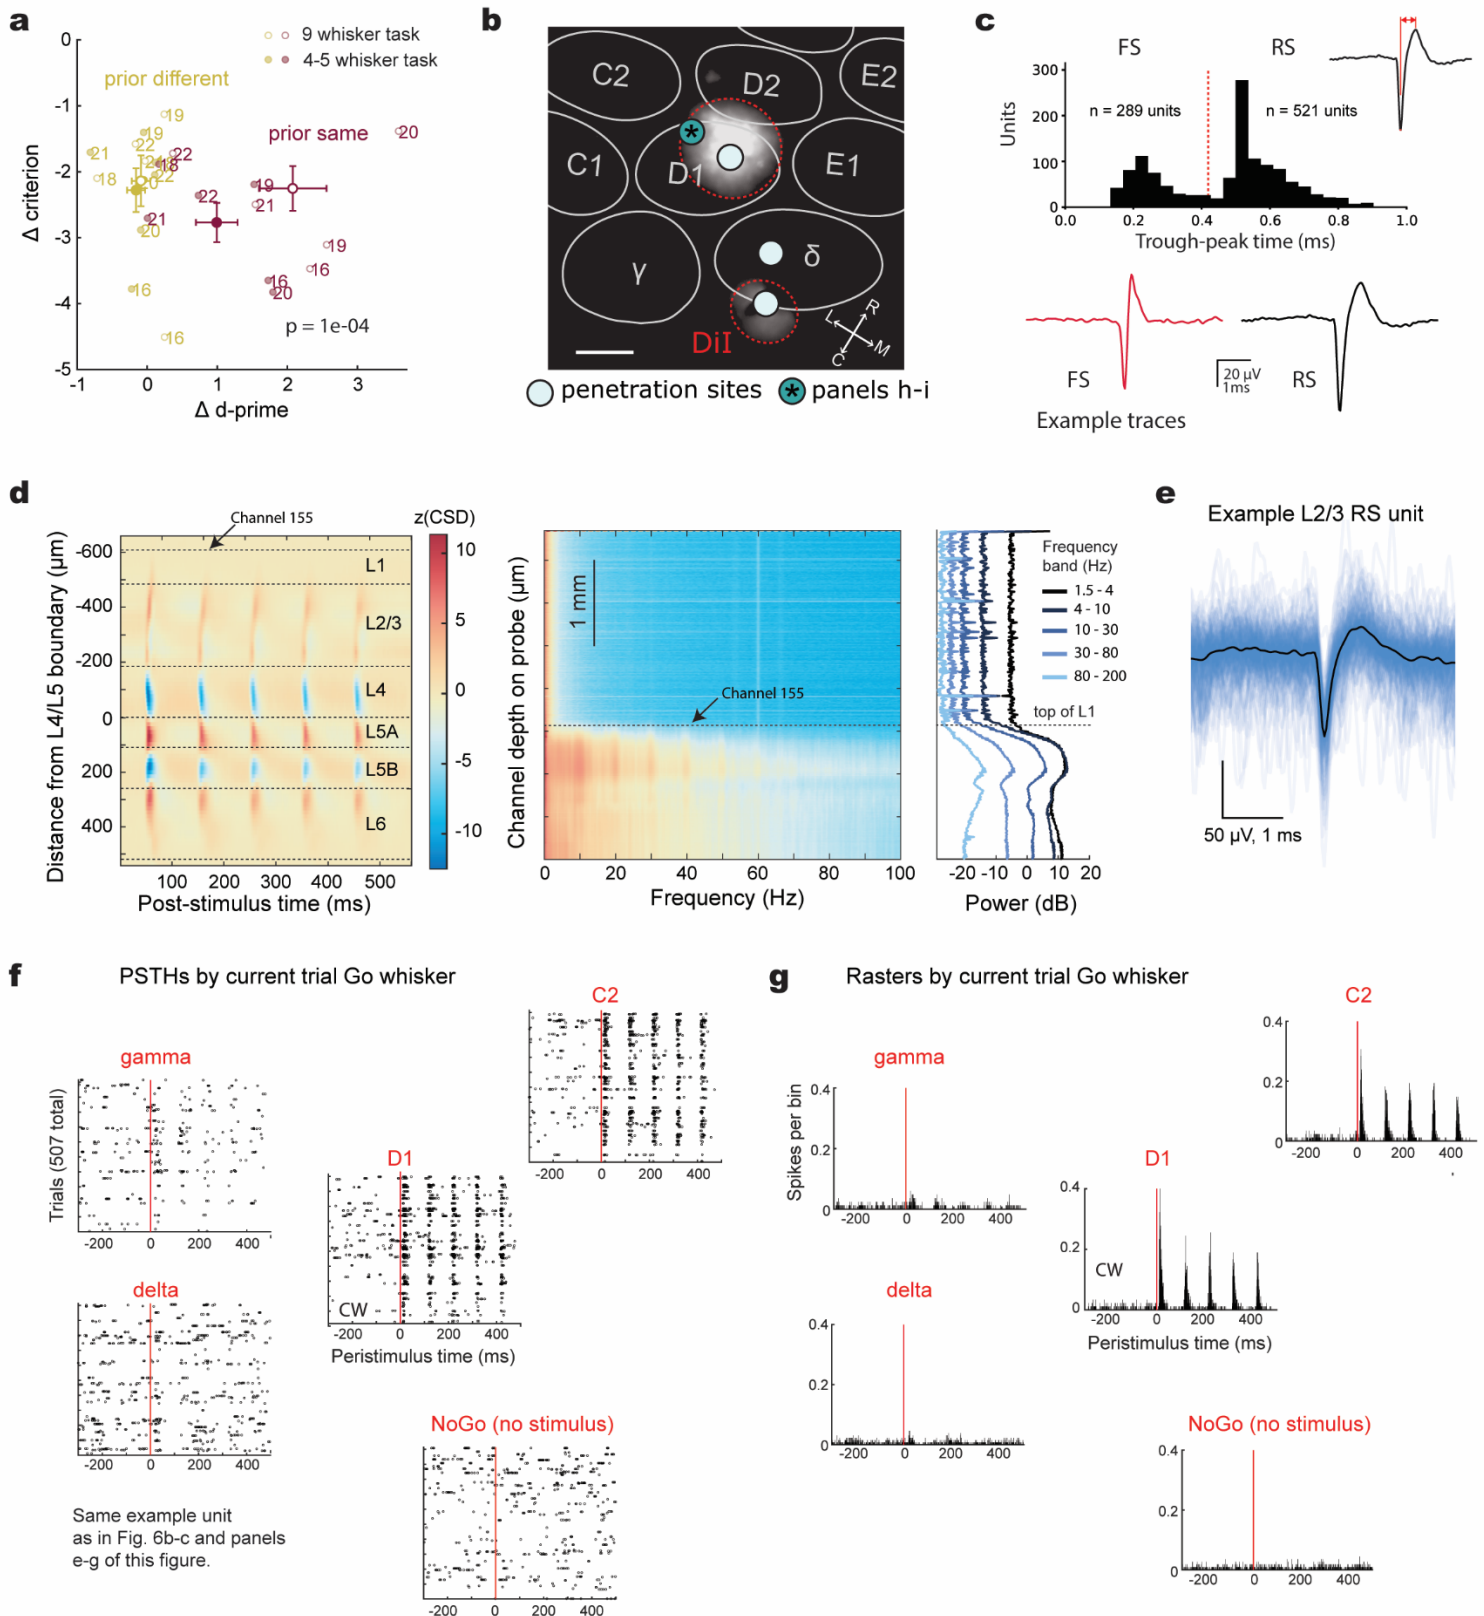 a
0
-1
-2
-3
-4
-5
-1
0
1
2
3
Δ criterion
Δ d-prime
9 whisker task
4-5 whisker task
prior different
prior same
19
19
22
21
18
22
20
20
16
16
20
22
18
19
22
21
21
19
16
16
20
p = 1e-04
b
C2
D2
E2
C1
D1
E1
γ
δ
DiI
R
L
M
C
penetration sites
* panels h-i
c
FS
RS
300
200
100
0
Units
n = 289 units
n = 521 units
0.0
0.2
0.4
0.6
0.8
1.0
Trough-peak time (ms)
FS
RS
20 µV
1ms
Example traces
d
Channel 155
z(CSD)
-600
-400
-200
0
200
400
Distance from L4/L5 boundary (µm)
L1
L2/3
L4
L5A
L5B
L6
100 200 300 400 500
Post-stimulus time (ms)
10
5
0
-5
-10
Channel depth on probe (µm)
1 mm
Channel 155
0 20 40 60 80 100
Frequency (Hz)
Frequency
band (Hz)
1.5 - 4
4 - 10
10 - 30
30 - 80
80 - 200
top of L1
-20 -10 0 10 20
Power (dB)
e
Example L2/3 RS unit
50 µV, 1 ms
f
PSTHs by current trial Go whisker
C2
-200 0 200 400
gamma
Trials (507 total)
-200 0 200 400
D1
CW
-200 0 200 400
Peristimulus time (ms)
delta
-200 0 200 400
NoGo (no stimulus)
-200 0 200 400
Same example unit
as in Fig. 6b-c and panels
e-g of this figure.
g
Rasters by current trial Go whisker
C2
0.4
0.2
0
-200 0 200 400
gamma
Spikes per bin
0.4
0.2
0
-200 0 200 400
D1
0.4
0.2
0
CW
-200 0 200 400
Peristimulus time (ms)
delta
0.4
0.2
0
-200 0 200 400
NoGo (no stimulus)
0.4
0.2
0
-200 0 200 400